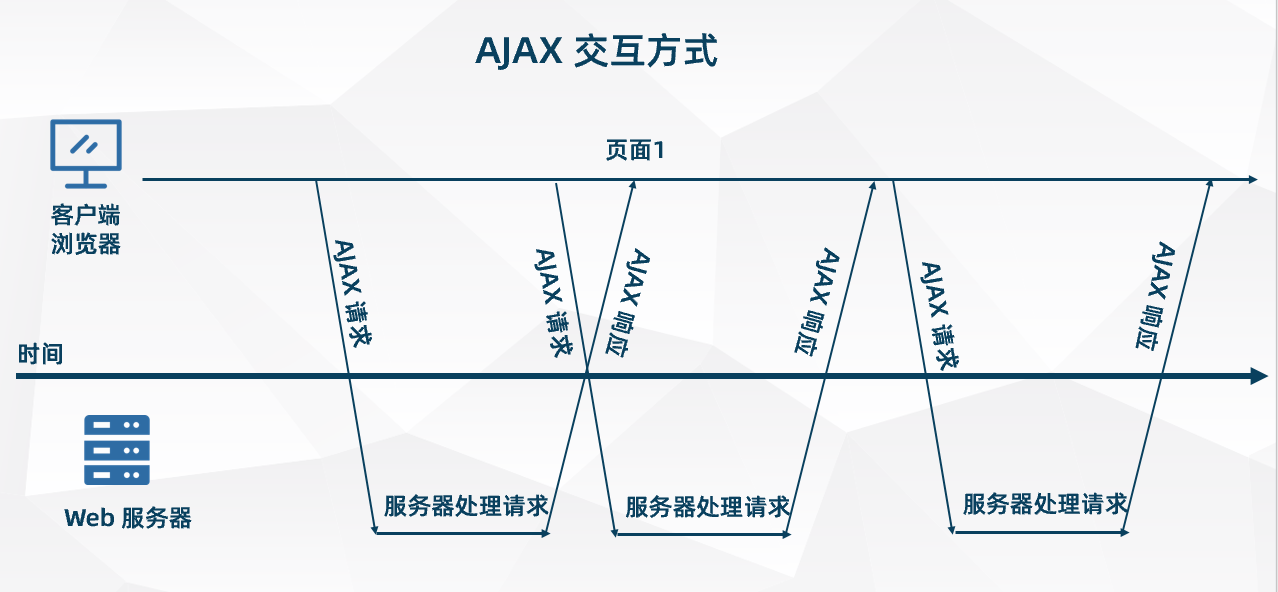 AJAX 交互方式
页面1
客户端
浏览器
AJAX 请求
AJAX 请求
AJAX 响应
AJAX 响应
AJAX 请求
AJAX 响应
时间
Web 服务器
服务器处理请求
服务器处理请求
服务器处理请求